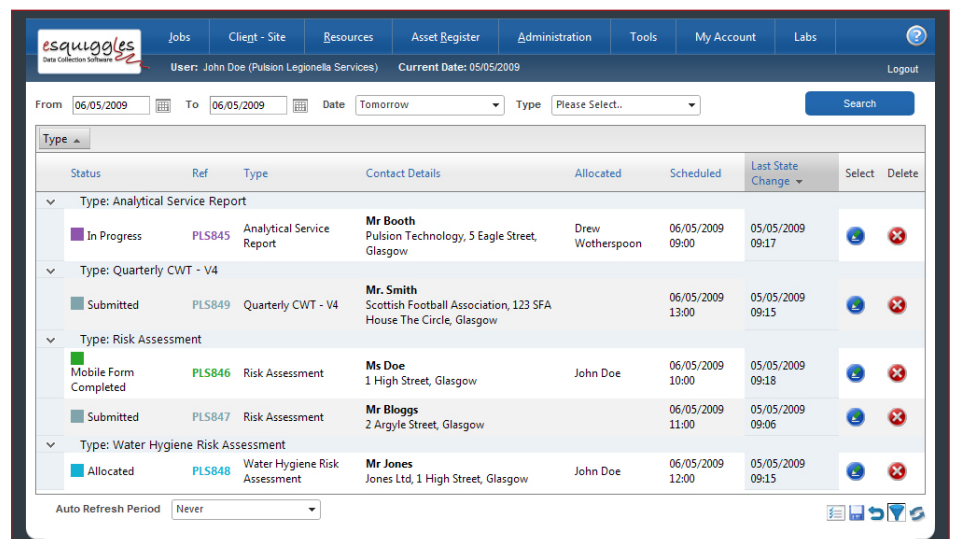 esquiggles
Data Collection Software
Jobs Client - Site Resources Asset Register Administration Tools My Account Labs ?
User: John Doe (Pulsion Legionella Services) Current Date: 05/05/2009 Logout
From 06/05/2009 To 06/05/2009 Date Tomorrow Type Please Select.. Search
Type
Status Ref Type Contact Details Allocated Scheduled Last State Change Select Delete
Type: Analytical Service Report
In Progress PLS845 Analytical Service Report Mr Booth Pulsion Technology, 5 Eagle Street, Glasgow Drew Wotherspoon 06/05/2009 09:00 05/05/2009 09:17
Type: Quarterly CWT - V4
Submitted PLS849 Quarterly CWT - V4 Mr. Smith Scottish Football Association, 123 SFA House The Circle, Glasgow 06/05/2009 13:00 05/05/2009 09:15
Type: Risk Assessment
Mobile Form Completed PLS846 Risk Assessment Ms Doe 1 High Street, Glasgow John Doe 06/05/2009 10:00 05/05/2009 09:18
Submitted PLS847 Risk Assessment Mr Bloggs 2 Argyle Street, Glasgow 06/05/2009 11:00 05/05/2009 09:06
Type: Water Hygiene Risk Assessment
Allocated PLS848 Water Hygiene Risk Assessment Mr Jones Jones Ltd, 1 High Street, Glasgow John Doe 06/05/2009 12:00 05/05/2009 09:15
Auto Refresh Period Never